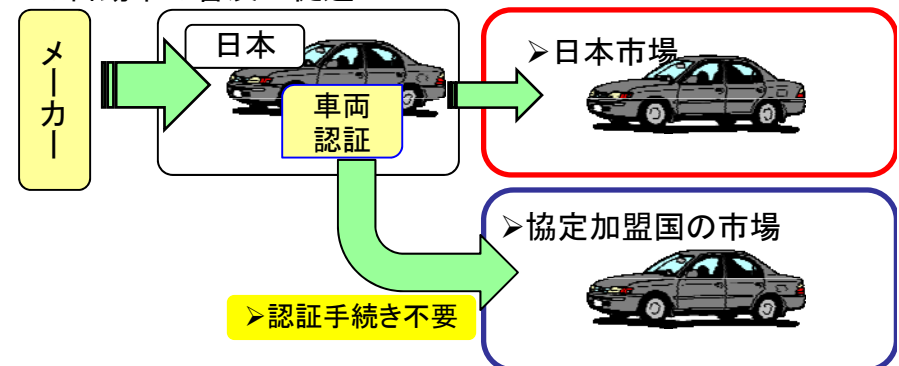 メーカー
日本
車両
認証
➢日本市場
➢協定加盟国の市場
➢認証手続き不要